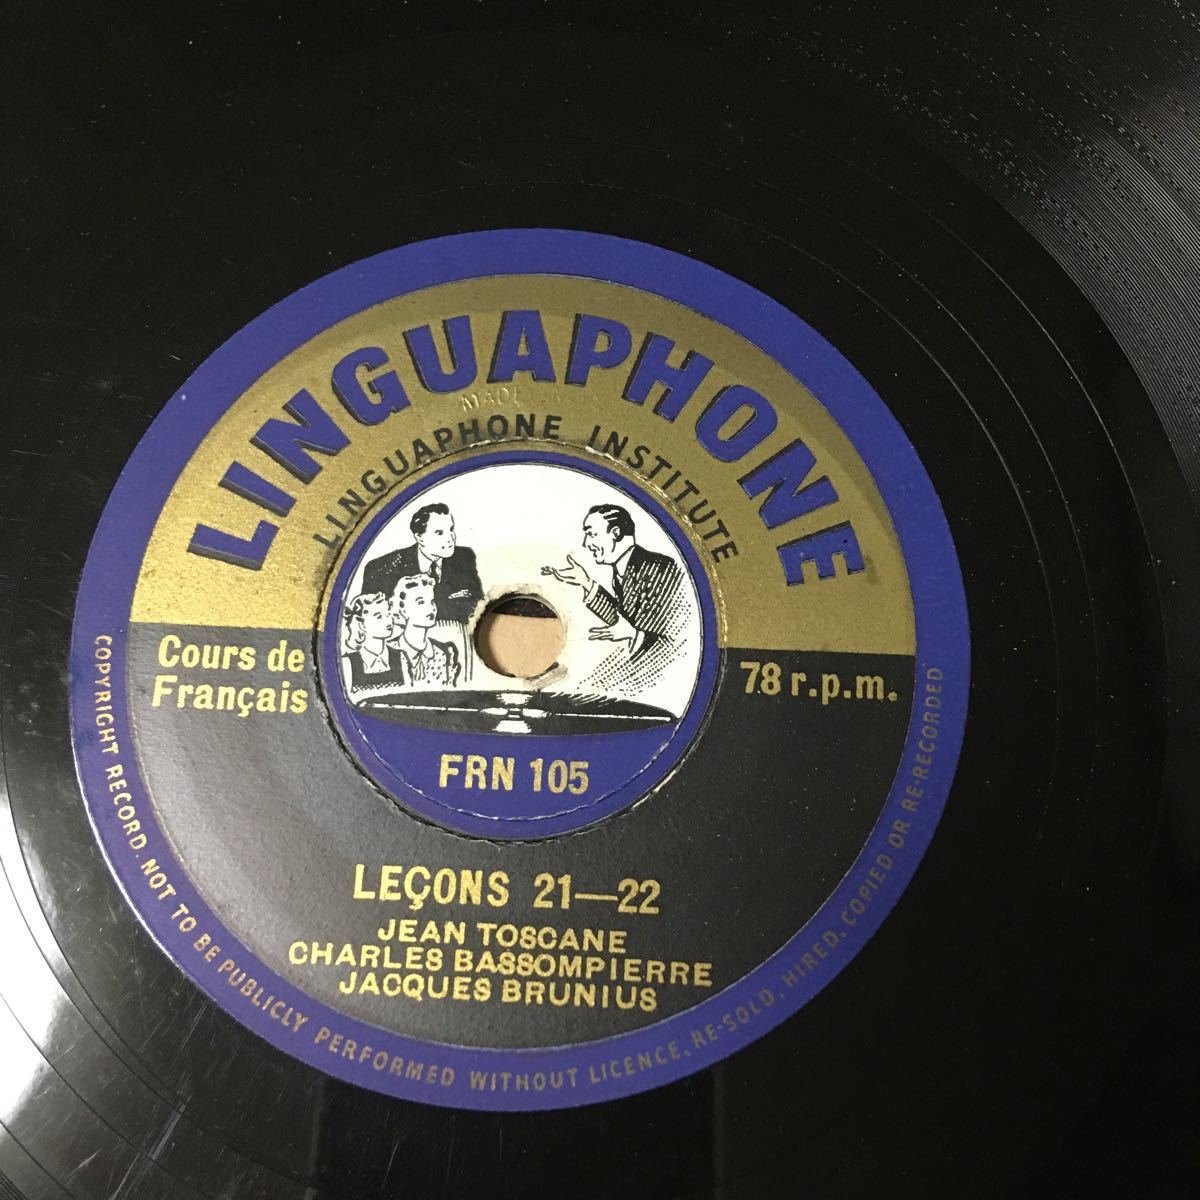 LINGUAPHONE
MADE
LINGUAPHONE INSTITUTE
Cours de
Français
78 r.p.m.
FRN 105
LEÇONS 21—22
JEAN TOSCANE
CHARLES BASSOMPIERRE
JACQUES BRUNIUS
COPYRIGHT RECORD. NOT TO BE PUBLICLY PERFORMED WITHOUT LICENCE, RE-SOLD, HIRED, COPIED OR RE-RECORDED